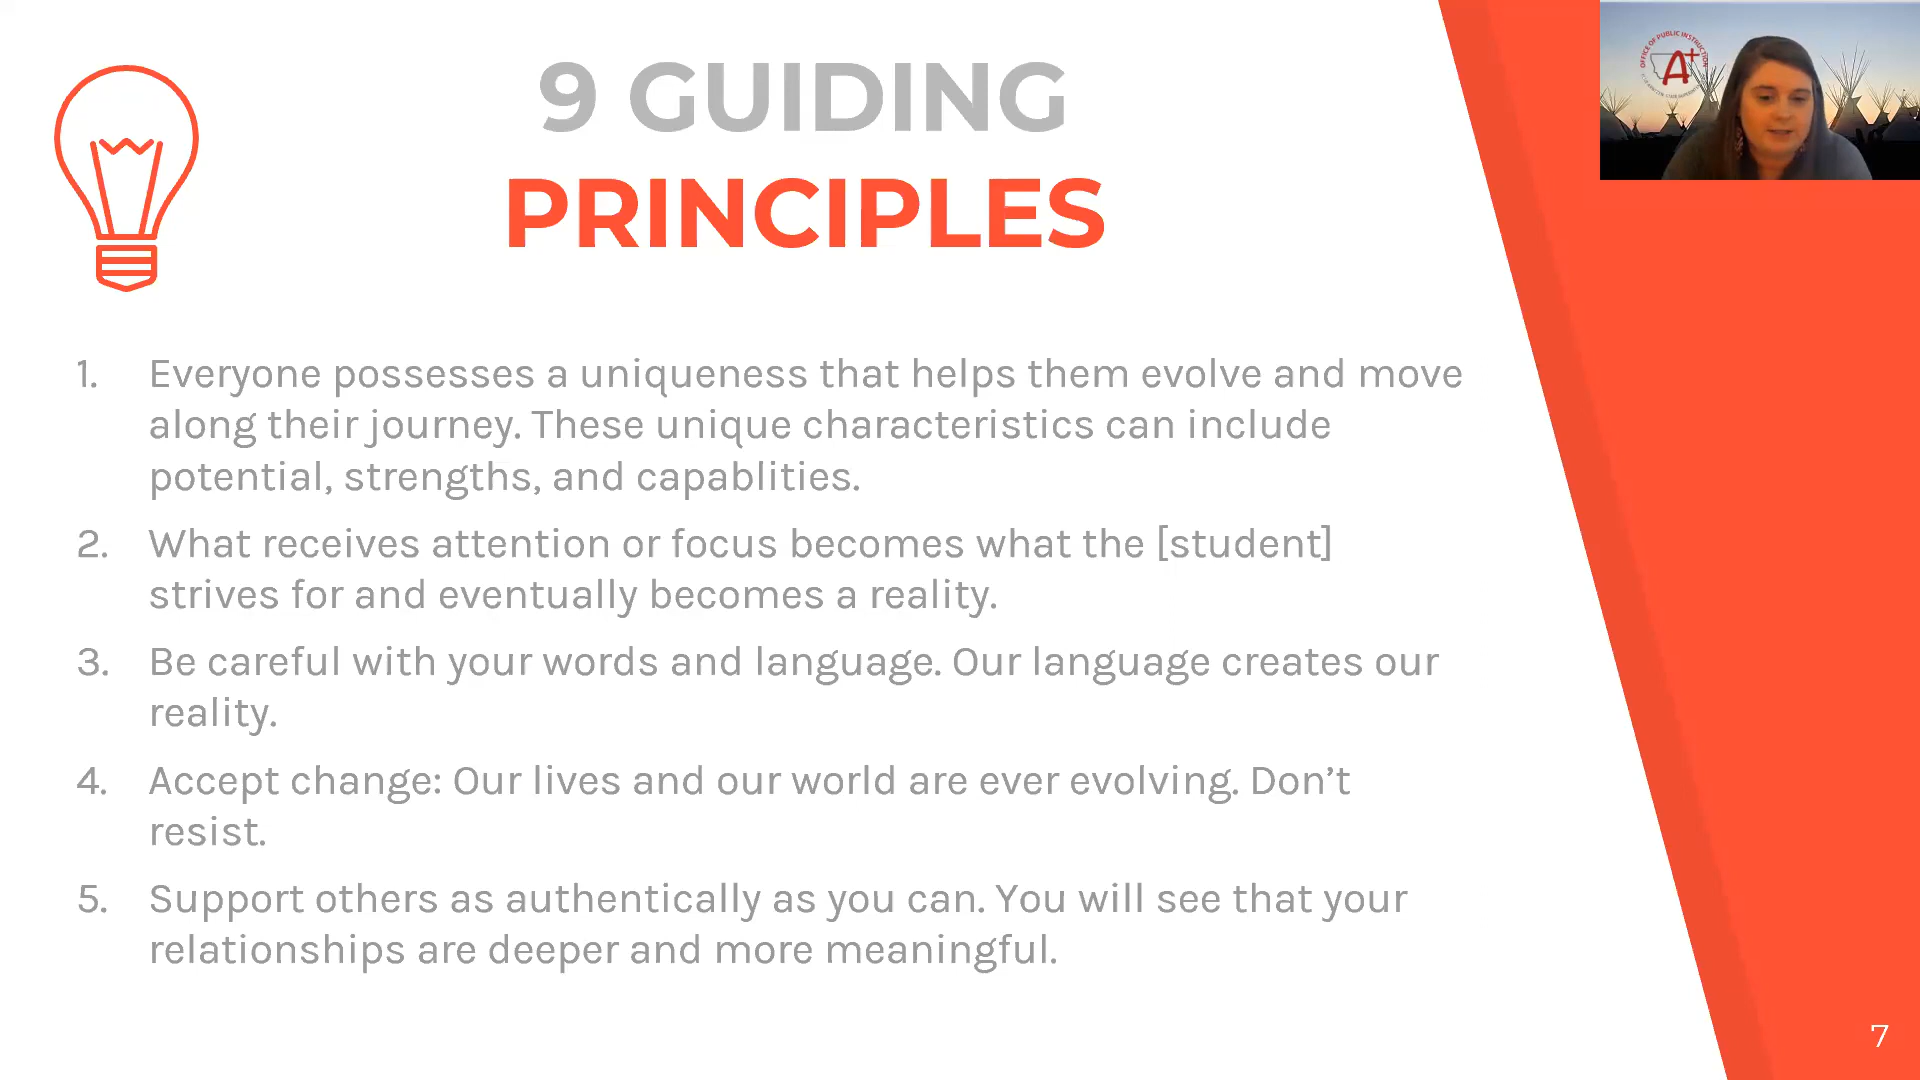 9 GUIDING
PRINCIPLES
1. Everyone possesses a uniqueness that helps them evolve and move
along their journey. These unique characteristics can include
potential, strengths, and capablities.
2. What receives attention or focus becomes what the [student]
strives for and eventually becomes a reality.
3. Be careful with your words and language. Our language creates our
reality.
4. Accept change: Our lives and our world are ever evolving. Don’t
resist.
5. Support others as authentically as you can. You will see that your
relationships are deeper and more meaningful.
OFFICE OF PUBLIC INSTRUCTION
A+
7